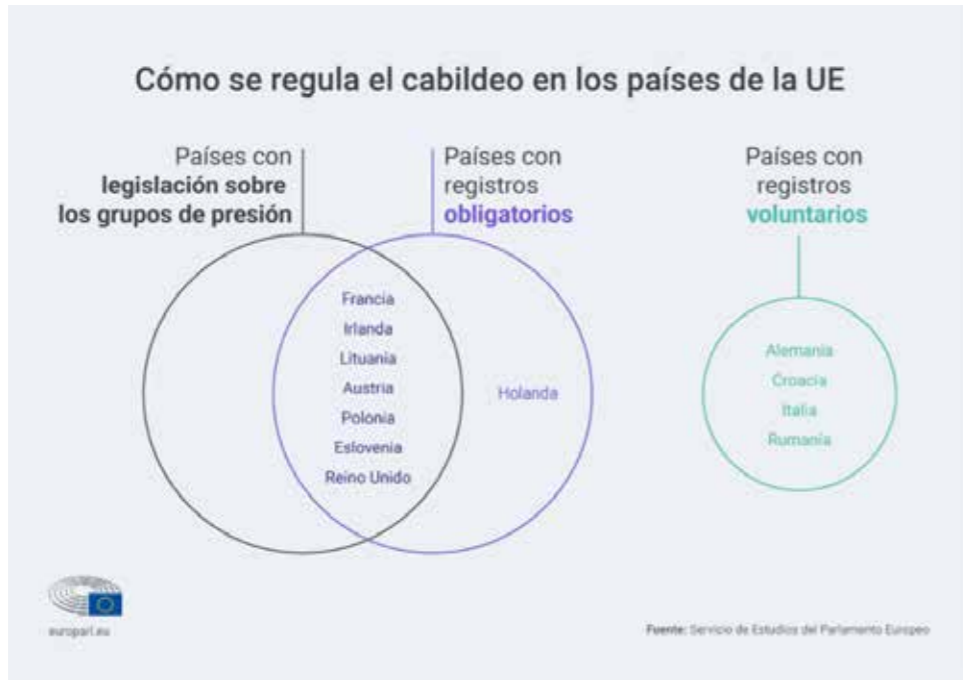 Cómo se regula el cabildeo en los países de la UE
Países con
legislación sobre
los grupos de presión
Países con
registros
obligatorios
Países con
registros
voluntarios
Francia
Irlanda
Lituania
Austria
Polonia
Eslovenia
Reino Unido
Holanda
Alemania
Croacia
Italia
Rumanía
europarl.eu
Fuente: Servicio de Estudios del Parlamento Europeo